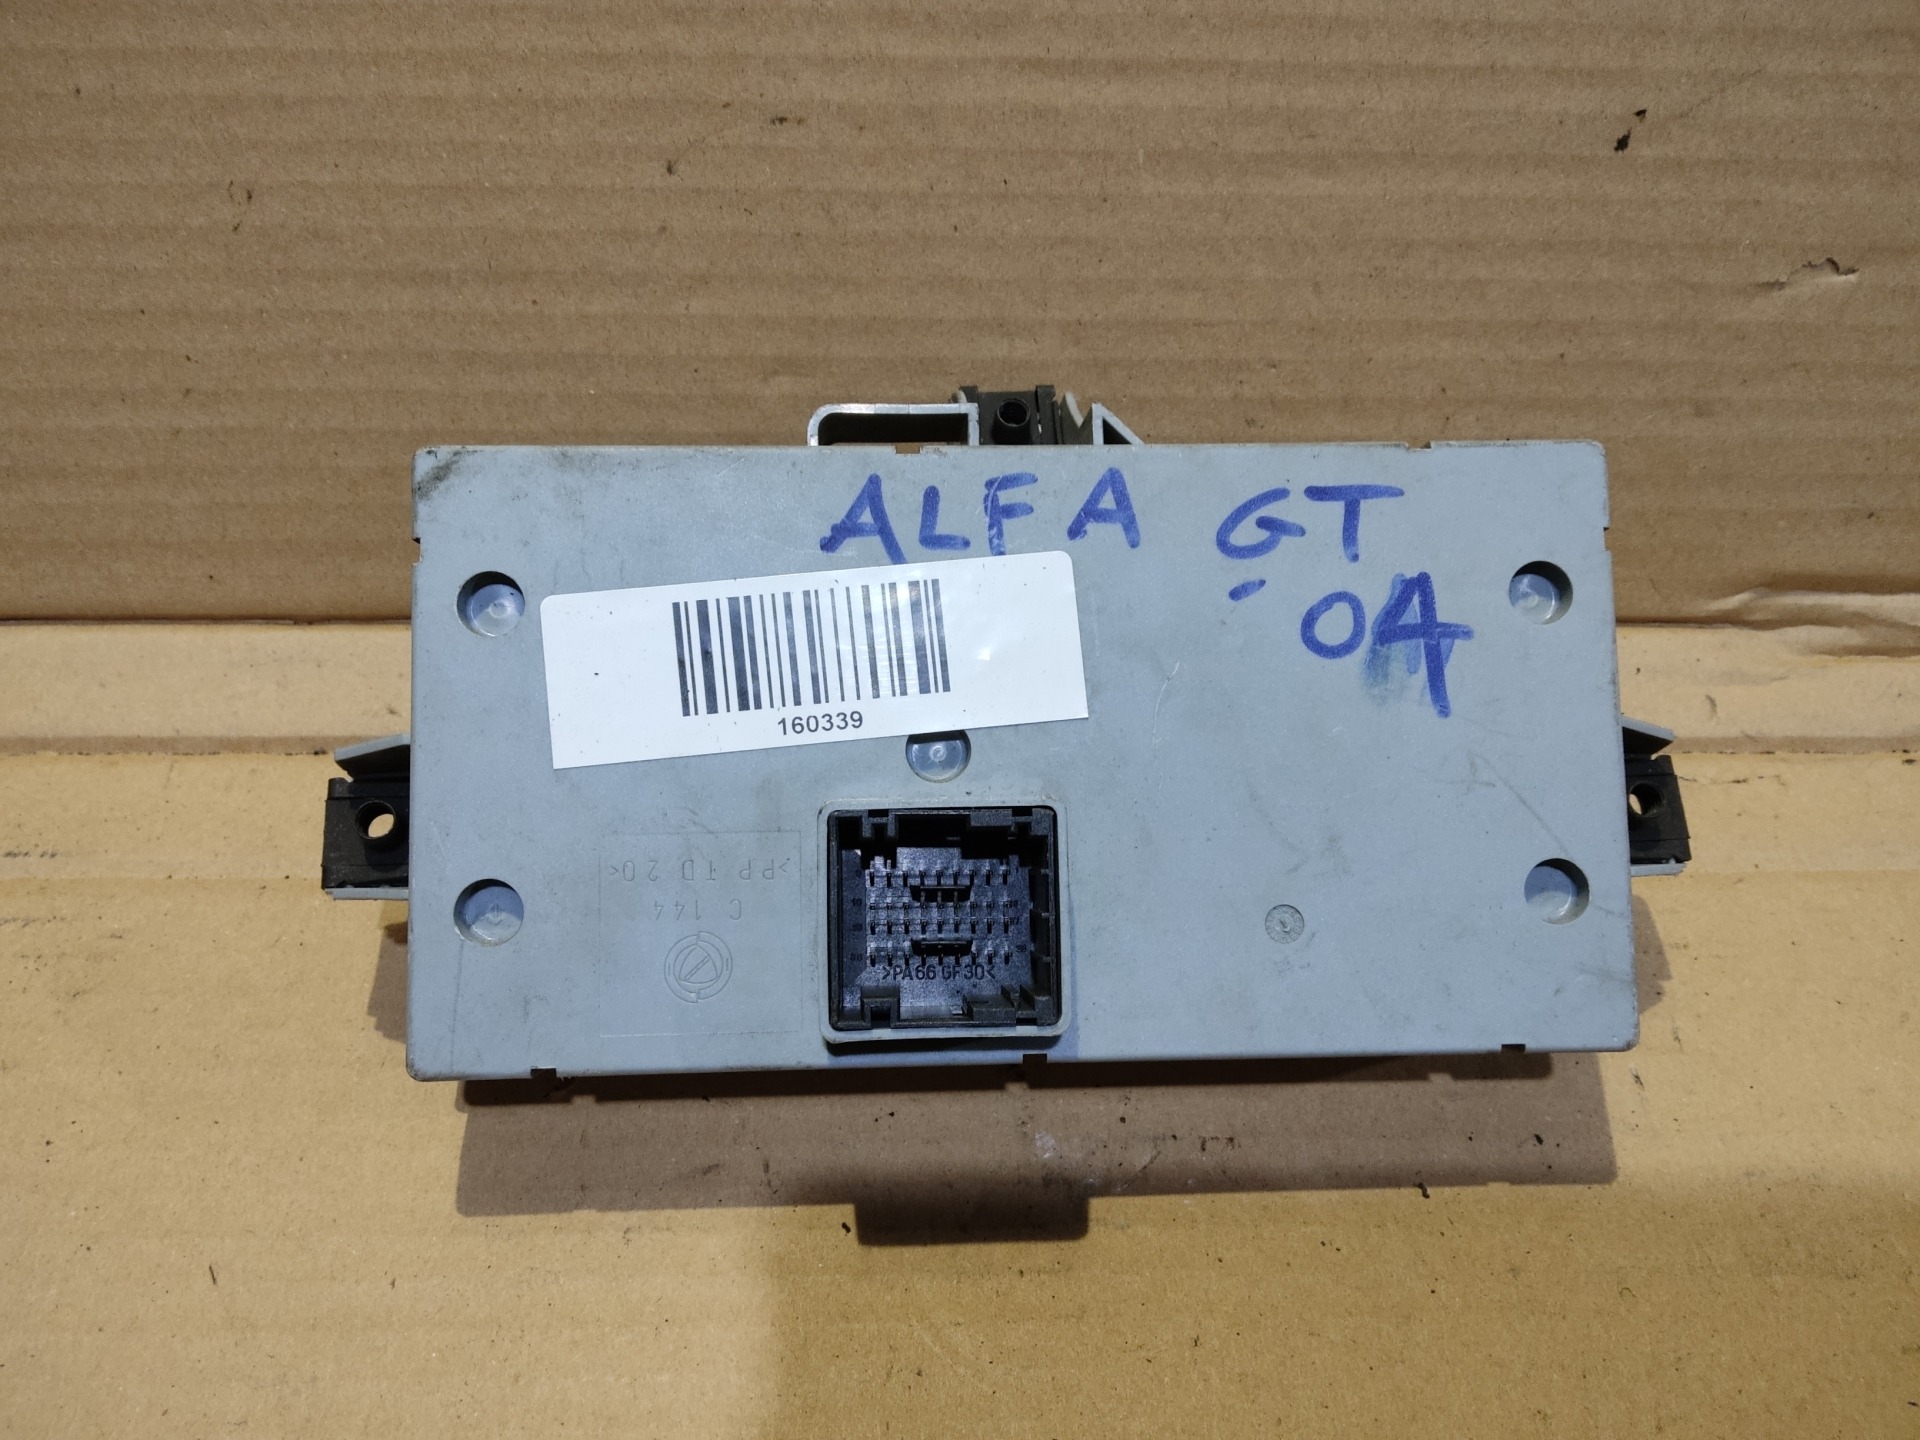 ALFA GT
-04
160339
>PP TD 20<
C 144
>PA66 GF30<